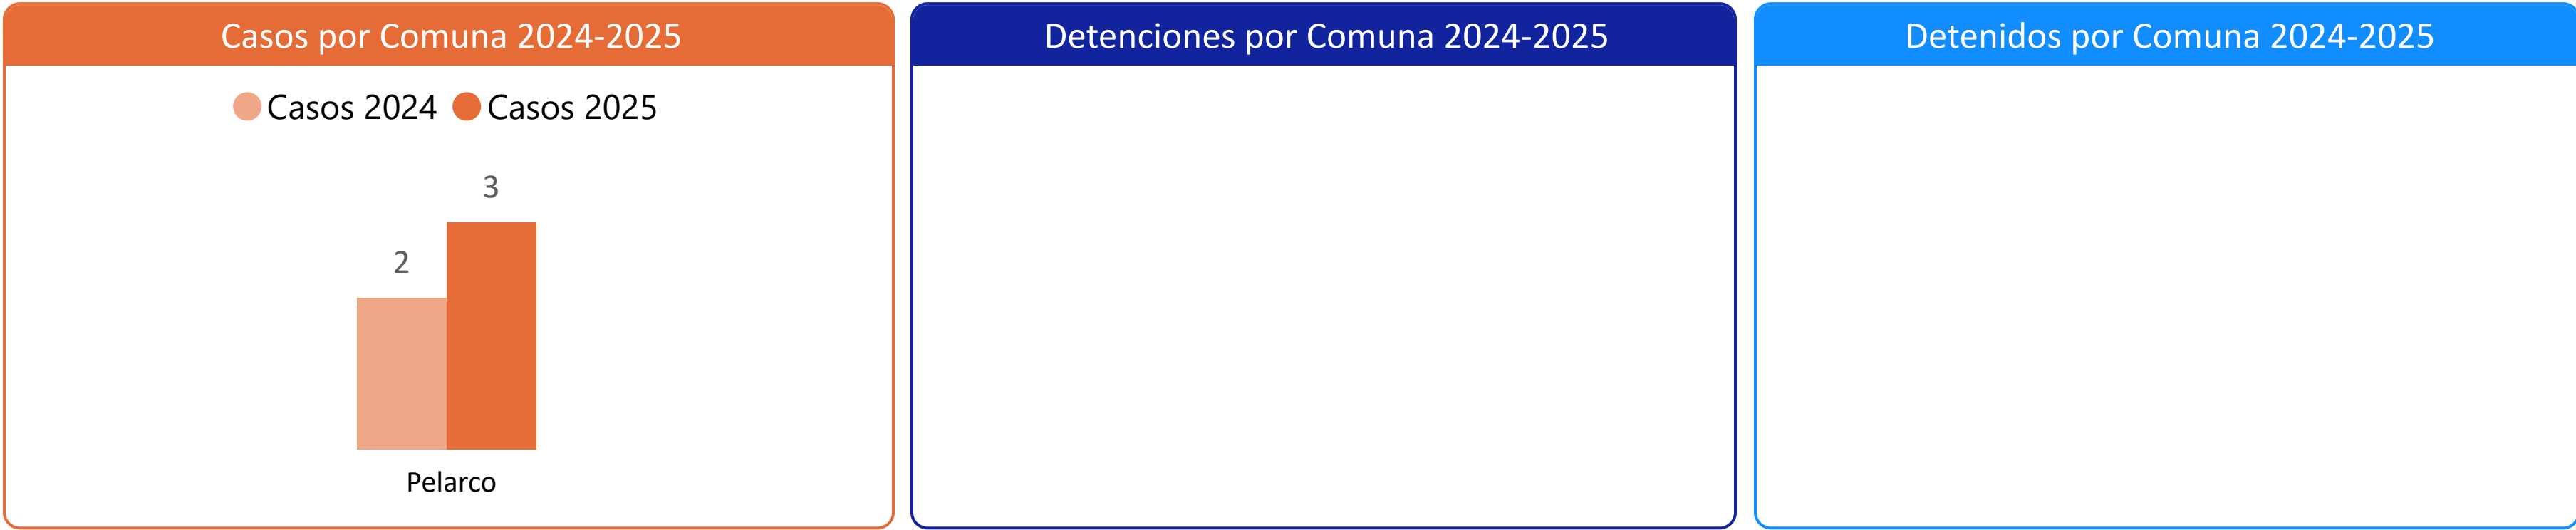 Casos por Comuna 2024-2025
Casos 2024 Casos 2025
3
2
Pelarco
Detenciones por Comuna 2024-2025
Detenidos por Comuna 2024-2025